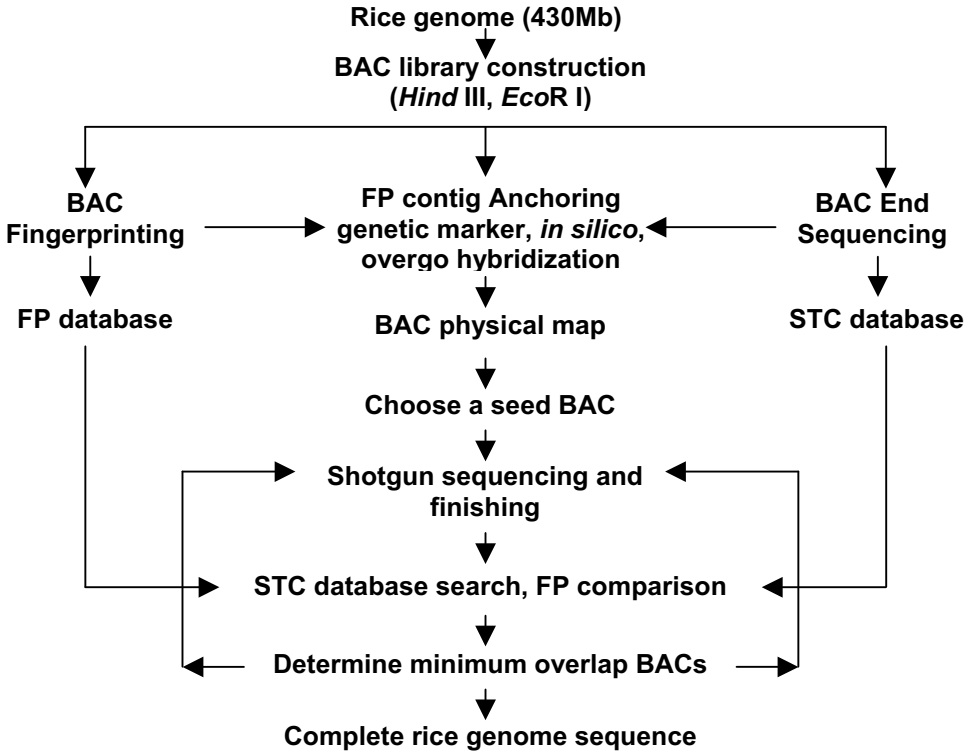 Rice genome (430Mb)
BAC library construction
(Hind III, EcoR I)
BAC
Fingerprinting
FP contig Anchoring
genetic marker, in silico,
overgo hybridization
BAC End
Sequencing
FP database
BAC physical map
STC database
Choose a seed BAC
Shotgun sequencing and
finishing
STC database search, FP comparison
Determine minimum overlap BACs
Complete rice genome sequence